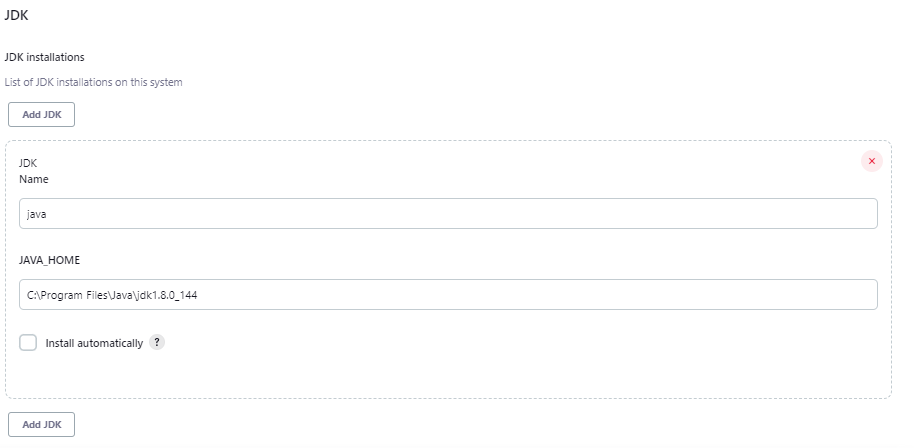 JDK
JDK installations
List of JDK installations on this system
Add JDK
JDK
×
Name
java
JAVA_HOME
C:\Program Files\Java\jdk1.8.0_144
Install automatically ?
Add JDK